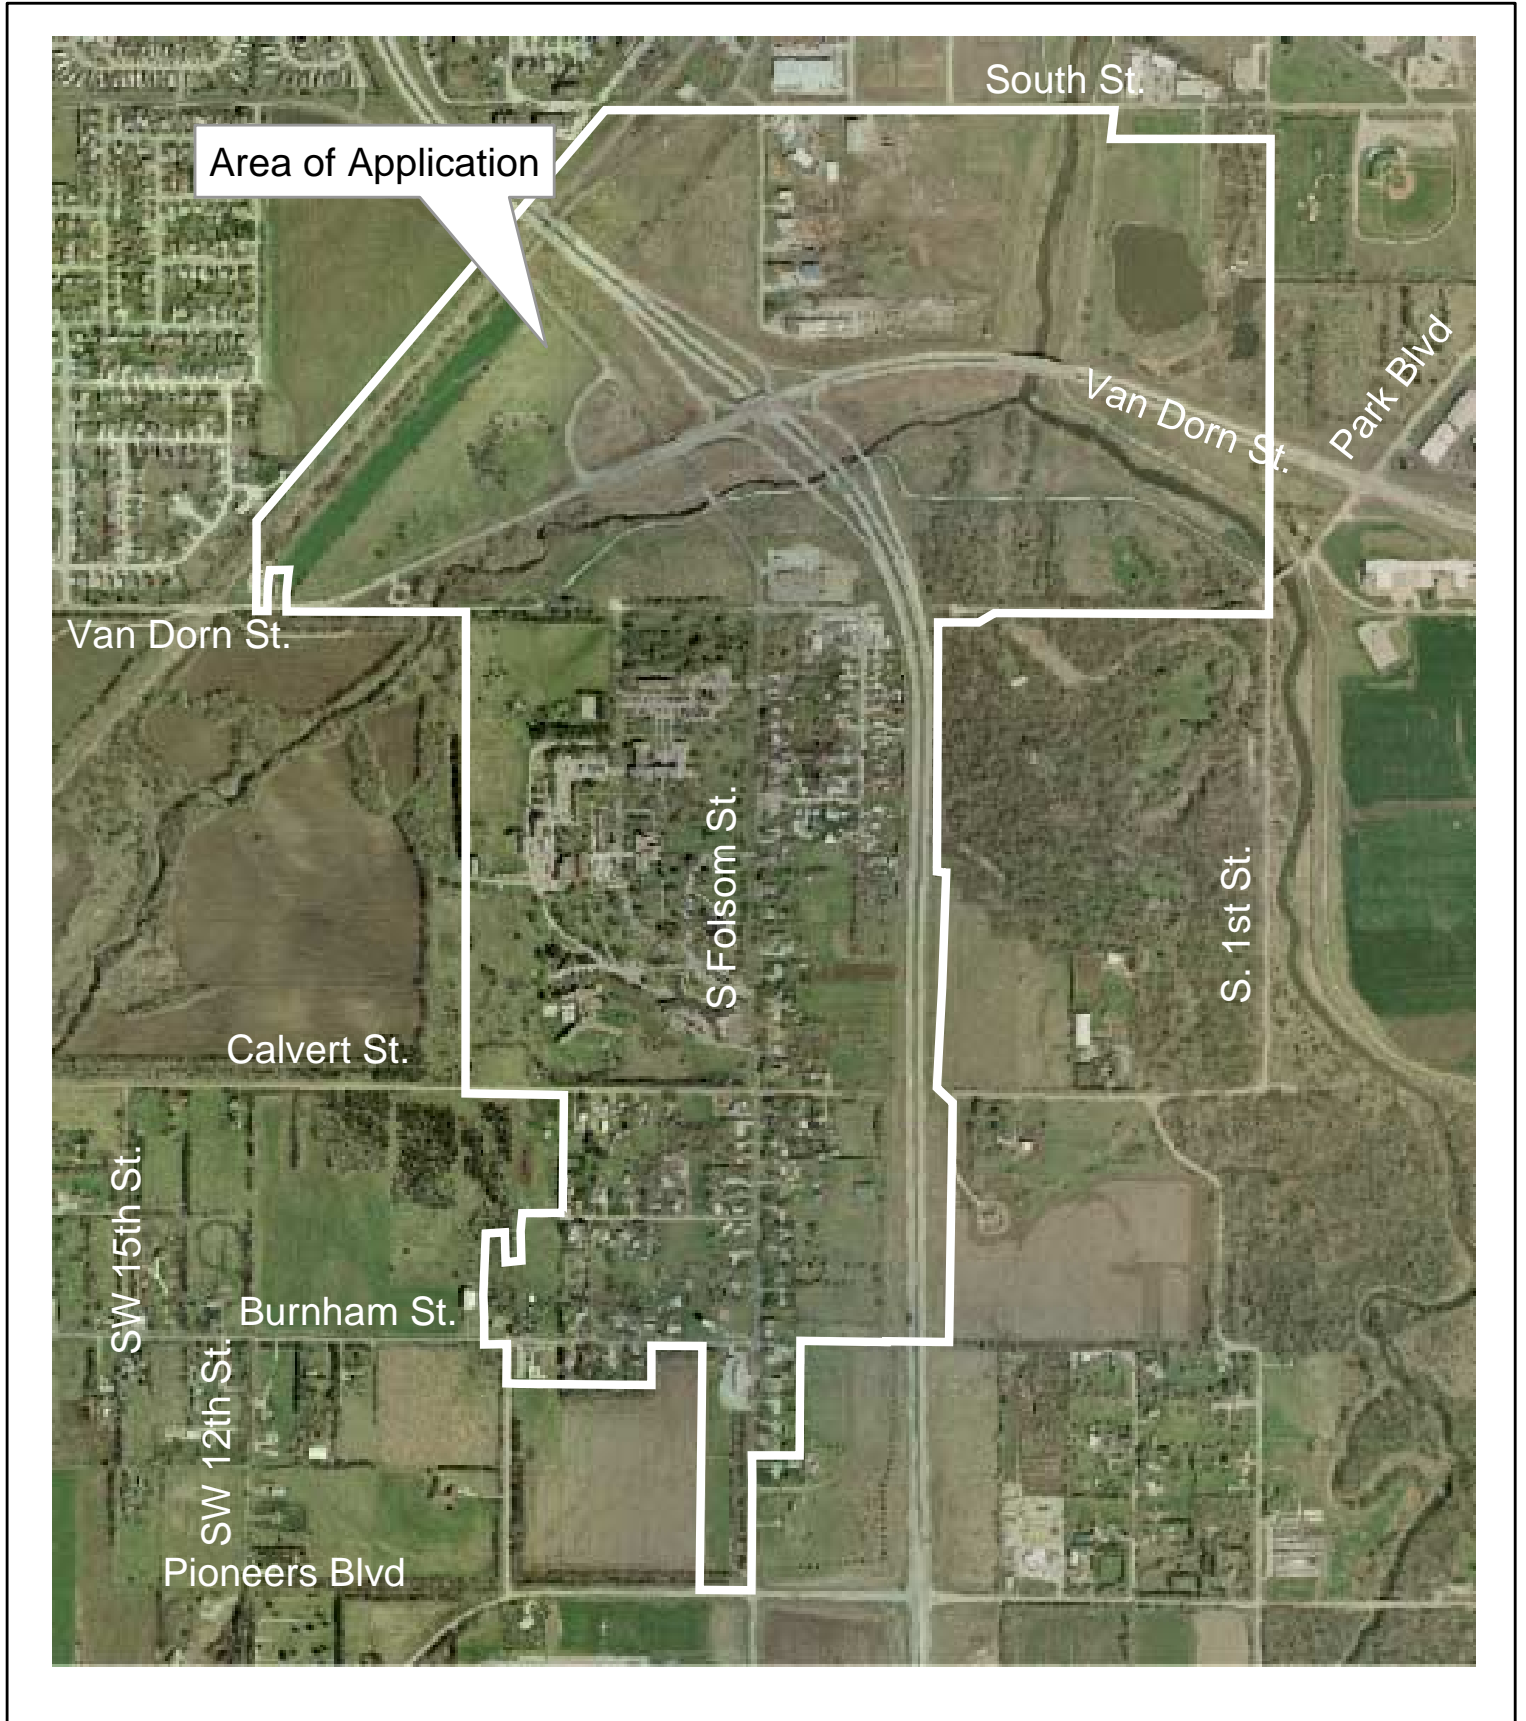 South St.
Area of Application
Park Blvd
Van Dorn St.
Van Dorn St.
S Folsom St.
S. 1st St.
Calvert St.
SW 15th St.
Burnham St.
SW 12th St.
Pioneers Blvd